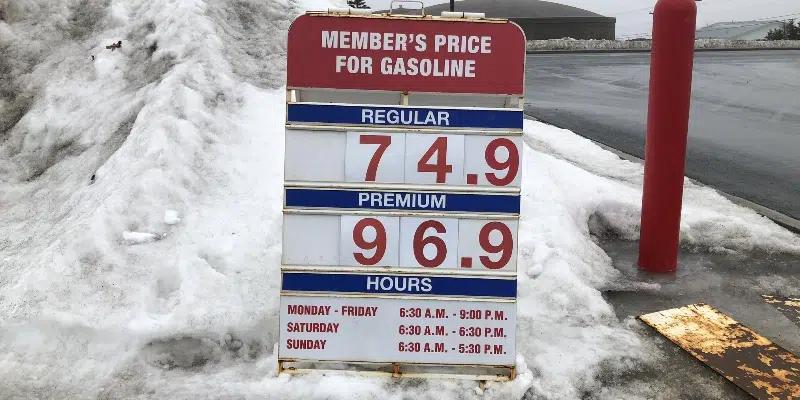 MEMBER'S PRICE
FOR GASOLINE
REGULAR
74.9
PREMIUM
96.9
HOURS
MONDAY - FRIDAY 6:30 A.M. - 9:00 P.M.
SATURDAY 6:30 A.M. - 6:30 P.M.
SUNDAY 6:30 A.M. - 5:30 P.M.